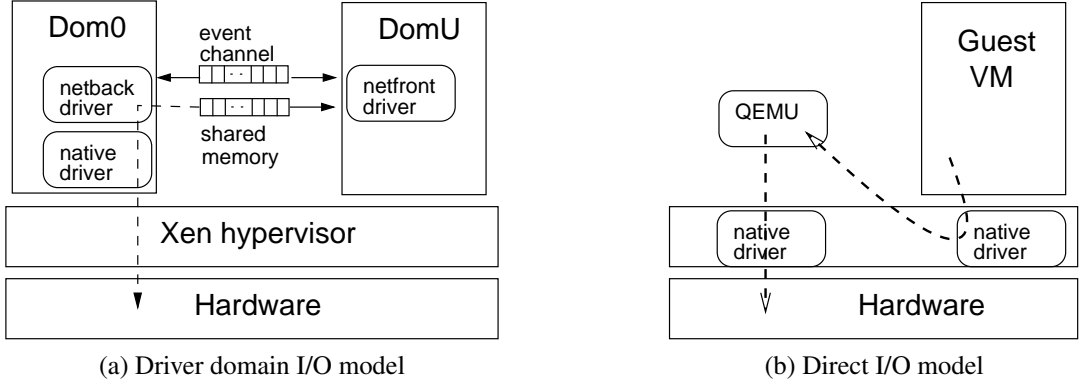 Dom0
event
channel
DomU
netback
driver
netfront
driver
shared
memory
native
driver
Xen hypervisor
Hardware
(a) Driver domain I/O model
Guest
VM
QEMU
native
driver
native
driver
Hardware
(b) Direct I/O model